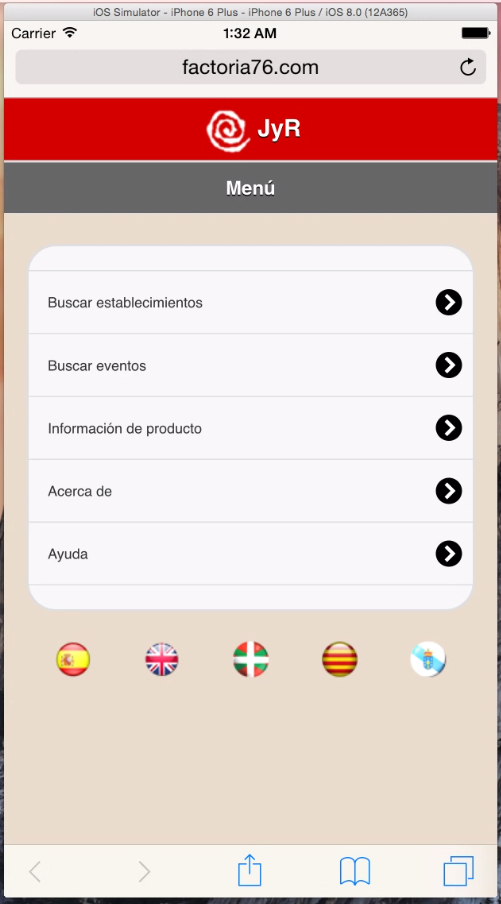 iOS Simulator - iPhone 6 Plus - iPhone 6 Plus / iOS 8.0 (12A365)
Carrier 1:32 AM
factoria76.com
JyR
Menú
Buscar establecimientos
Buscar eventos
Información de producto
Acerca de
Ayuda